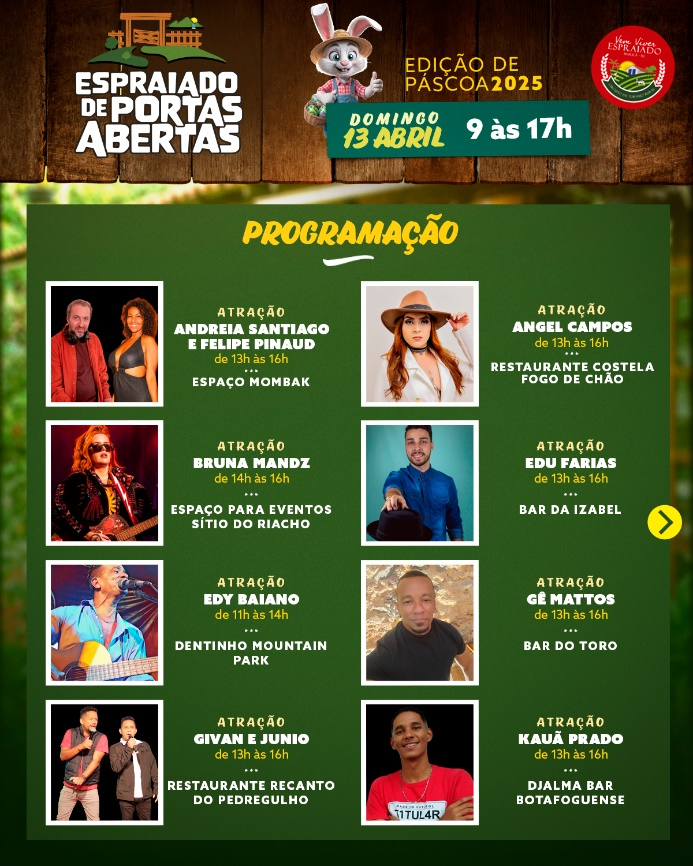 ESPRAIADO
DE PORTAS
ABERTAS
EDIÇÃO DE
PÁSCOA2025
DOMINGO
13 ABRIL
9 às 17h
Vem Viver
ESPRAIADO
PROGRAMAÇÃO
ATRAÇÃO
ANDREIA SANTIAGO
E FELIPE PINAUD
de 13h às 16h
ESPAÇO MOMBAK
ATRAÇÃO
ANGEL CAMPOS
de 13h às 16h
RESTAURANTE COSTELA
FOGO DE CHÃO
ATRAÇÃO
BRUNA MANDZ
de 14h às 16h
ESPAÇO PARA EVENTOS
SÍTIO DO RIACHO
ATRAÇÃO
EDU FARIAS
de 13h às 16h
BAR DA IZABEL
ATRAÇÃO
EDY BAIANO
de 11h às 14h
DENTINHO MOUNTAIN
PARK
ATRAÇÃO
GÊ MATTOS
de 13h às 16h
BAR DO TORO
ATRAÇÃO
GIVAN E JUNIO
de 13h às 16h
RESTAURANTE RECANTO
DO PEDREGULHO
ATRAÇÃO
KAUÃ PRADO
de 13h às 16h
DJALMA BAR
BOTAFOGUENSE
T1TUL4R